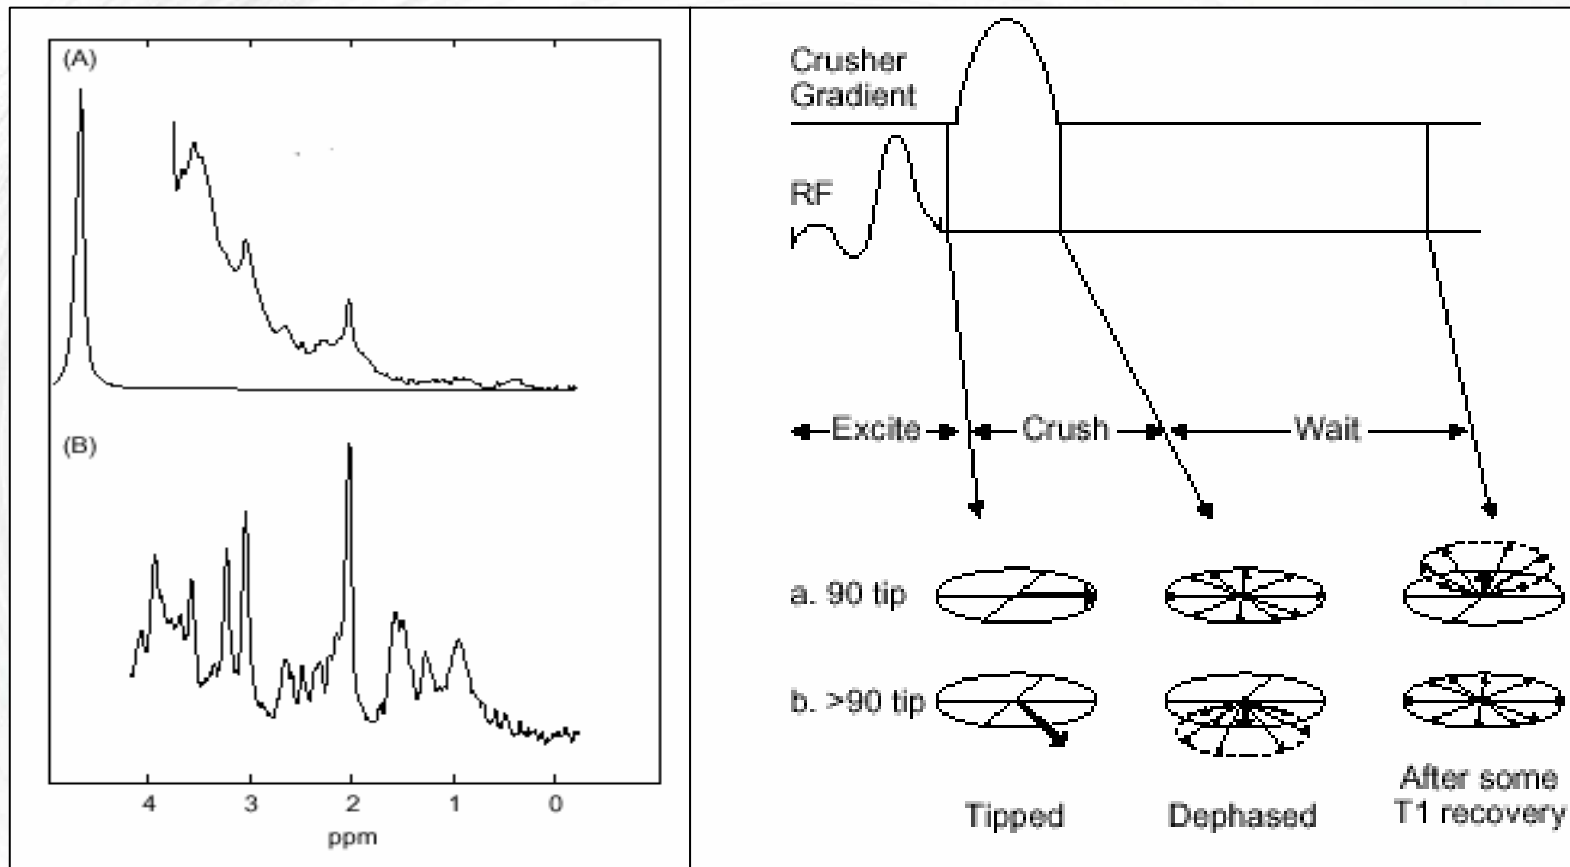 (A)
(B)
4 3 2 1 0
ppm
Crusher
Gradient
RF
Excite Crush Wait
a. 90 tip
b. >90 tip
Tipped Dephased After some
T1 recovery